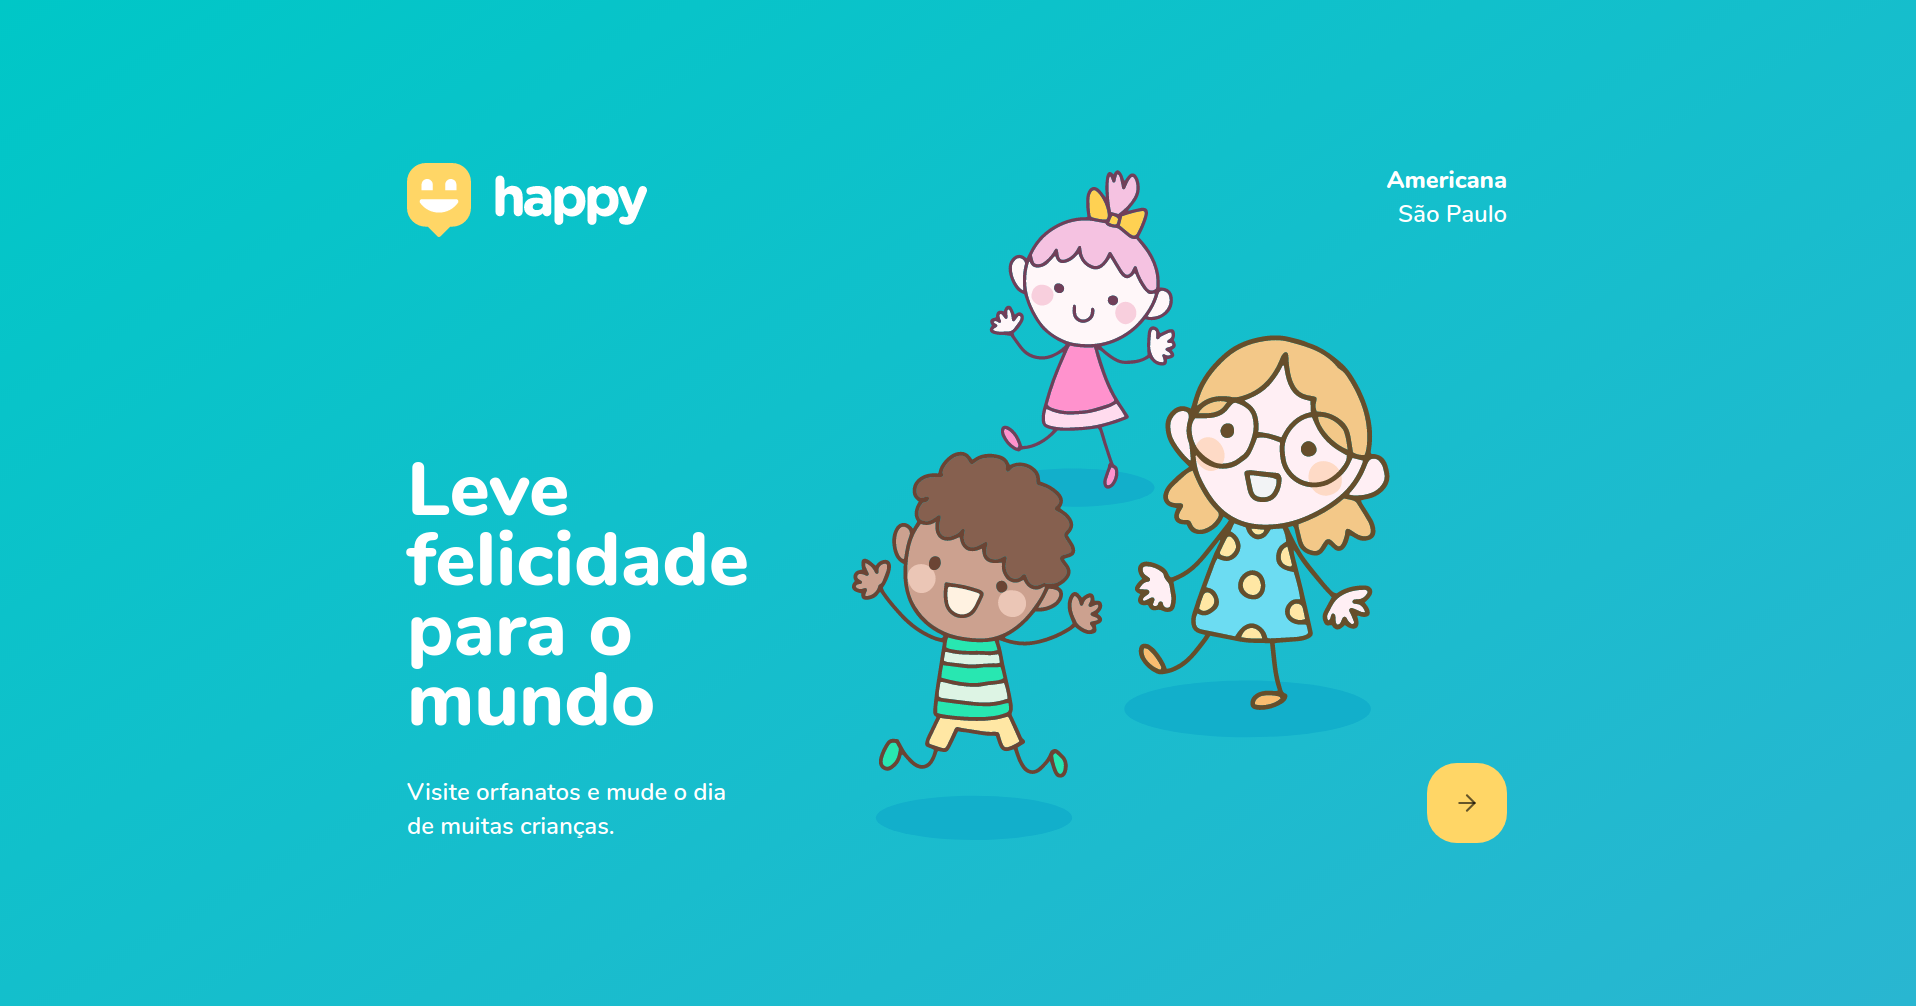 happy
Americana
São Paulo
Leve
felicidade
para o
mundo
Visite orfanatos e mude o dia
de muitas crianças.